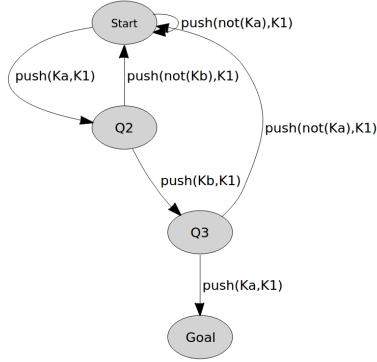 Start
push(not(Ka),K1)
push(Ka,K1)
push(not(Kb),K1)
Q2
push(not(Ka),K1)
push(Kb,K1)
Q3
push(Ka,K1)
Goal